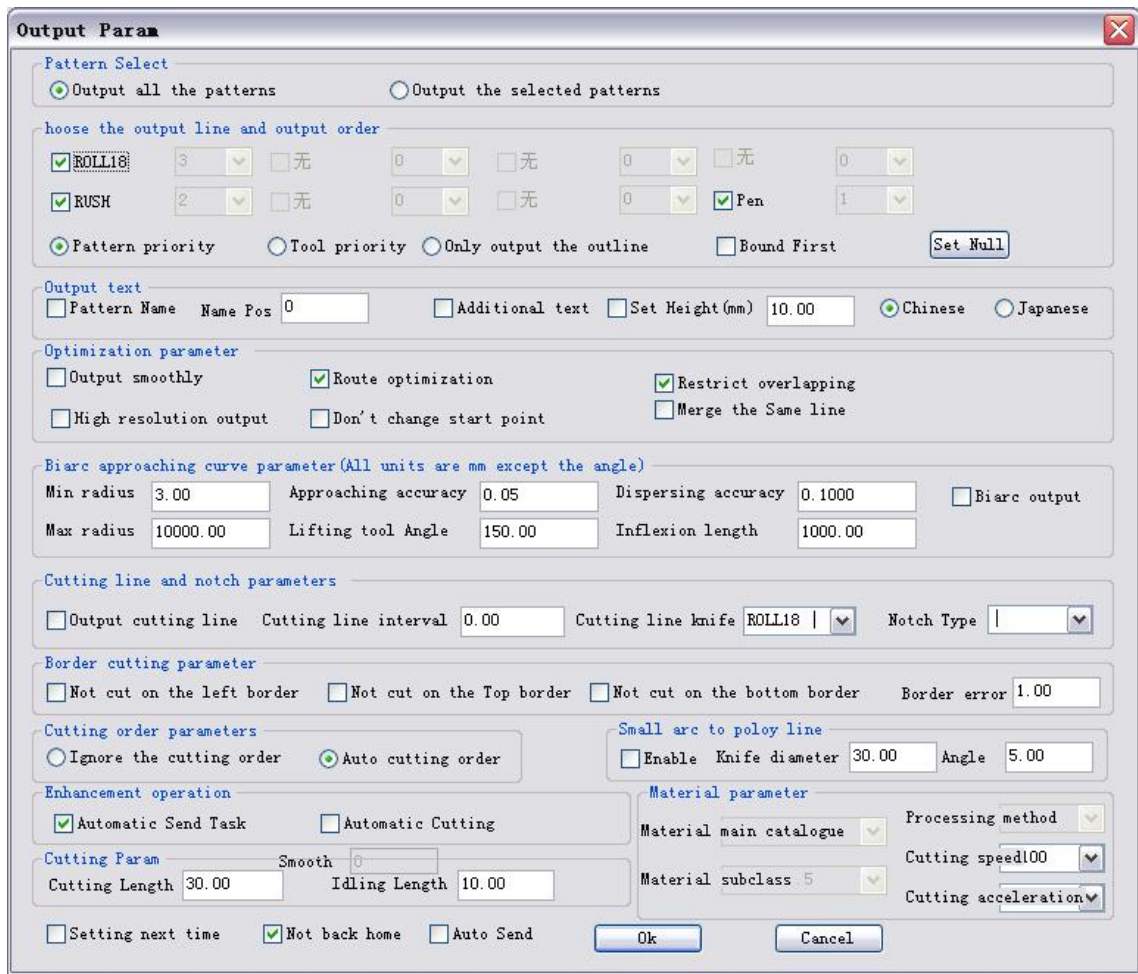 Output Param
Pattern Select
Output all the patterns Output the selected patterns
hoose the output line and output order
ROLL18 3 无 0 无 0 无 0
RUSH 2 无 0 无 0 Pen 1
Pattern priority Tool priority Only output the outline Bound First Set Null
Output text
Pattern Name Name Pos 0 Additional text Set Height(mm) 10.00 Chinese Japanese
Optimization parameter
Output smoothly Route optimization Restrict overlapping
High resolution output Don't change start point Merge the Same line
Biarc approaching curve parameter(All units are mm except the angle)
Min radius 3.00 Approaching accuracy 0.05 Dispersing accuracy 0.1000 Biarc output
Max radius 10000.00 Lifting tool Angle 150.00 Inflexion length 1000.00
Cutting line and notch parameters
Output cutting line Cutting line interval 0.00 Cutting line knife ROLL18 | Notch Type |
Border cutting parameter
Not cut on the left border Not cut on the Top border Not cut on the bottom border Border error 1.00
Cutting order parameters
Ignore the cutting order Auto cutting order
Small arc to poloy line
Enable Knife diameter 30.00 Angle 5.00
Enhancement operation
Automatic Send Task Automatic Cutting
Material parameter
Material main catalogue Processing method
Material subclass .5 Cutting speed 100
Cutting acceleration
Cutting Param Smooth 0
Cutting Length 30.00 Idling Length 10.00
Setting next time Not back home Auto Send Ok Cancel